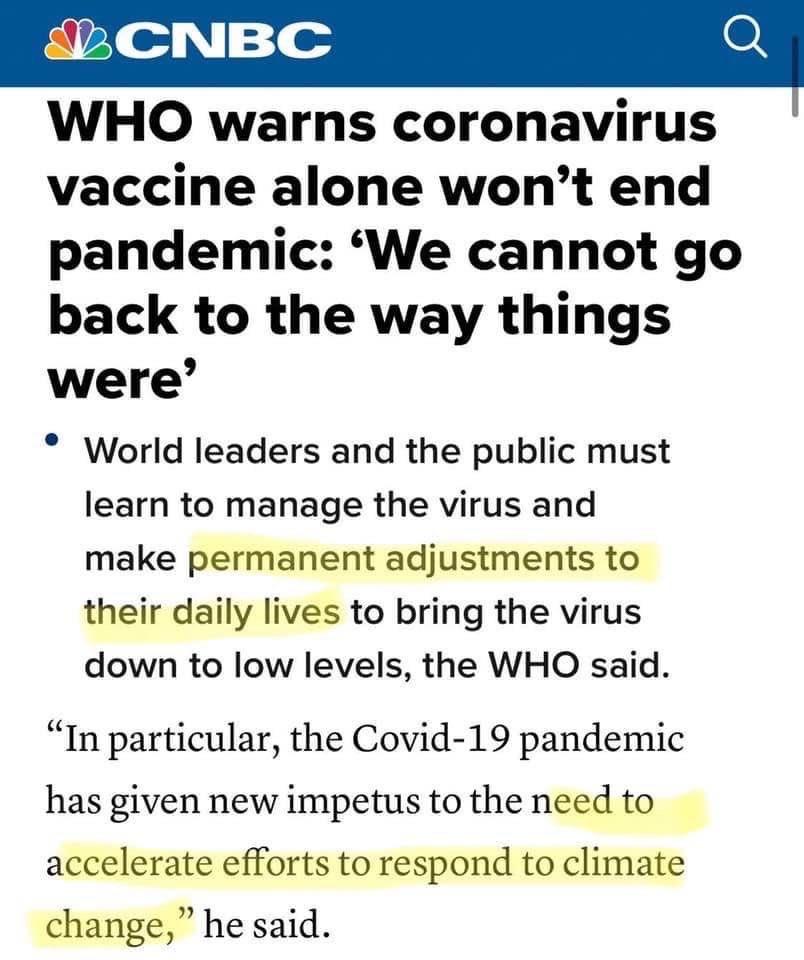 CNBC
WHO warns coronavirus
vaccine alone won’t end
pandemic: ‘We cannot go
back to the way things
were’
• World leaders and the public must
learn to manage the virus and
make permanent adjustments to
their daily lives to bring the virus
down to low levels, the WHO said.
“In particular, the Covid-19 pandemic
has given new impetus to the need to
accelerate efforts to respond to climate
change,” he said.